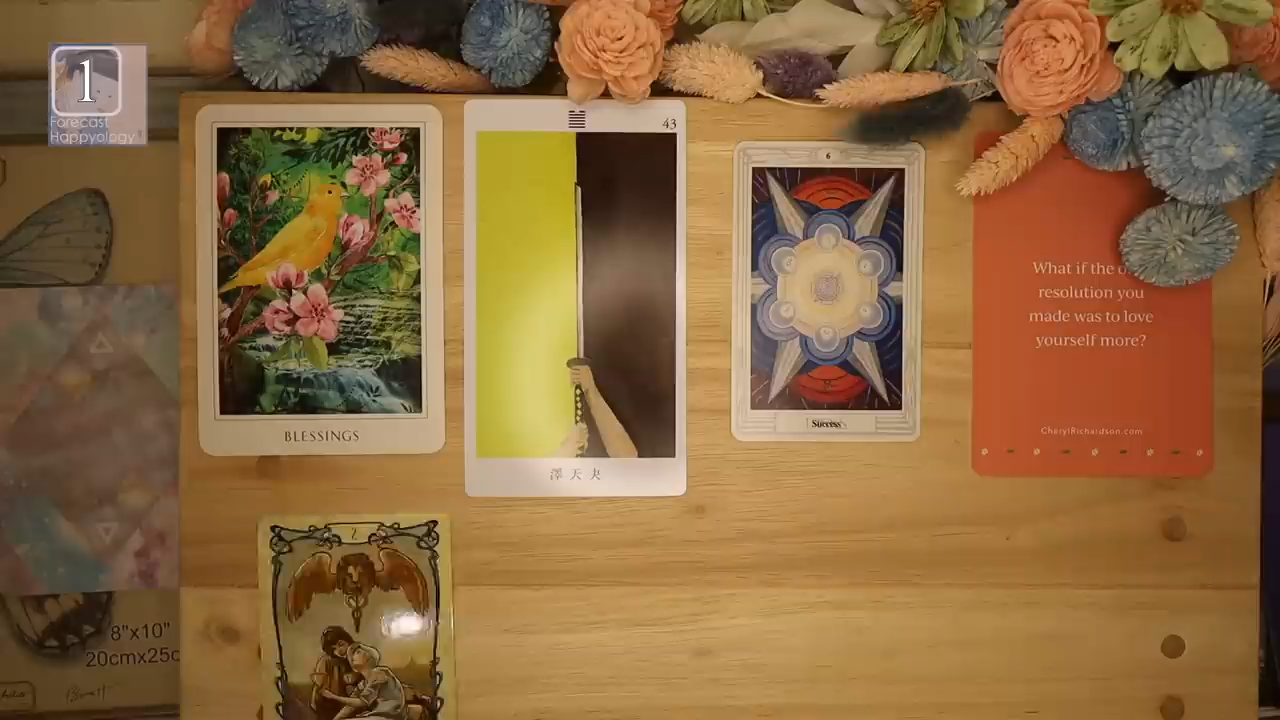 1
Forecast
Happyology
BLESSINGS
43
澤天夬
6
Success
What if the
resolution you
made was to love
yourself more?
CherylRichardson.com
2
8"x10"
20cmx25c